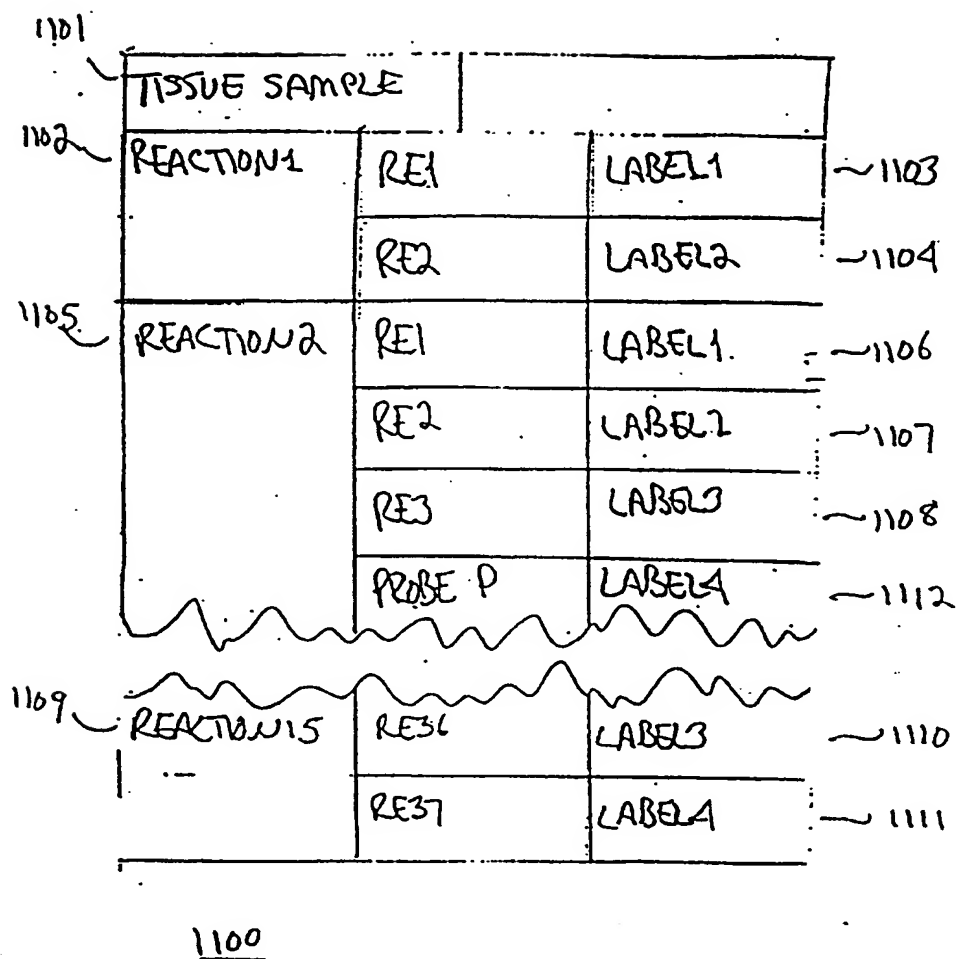 1101
TISSUE SAMPLE
1102 REACTION1 RE1 LABEL1 1103
RE2 LABEL2 1104
1105 REACTION2 RE1 LABEL1. 1106
RE2 LABEL2 1107
RE3 LABEL3 1108
PROBE P LABEL4 1112
1109 REACTION15 RE36 LABEL3 1110
RE37 LABEL4 1111
1100